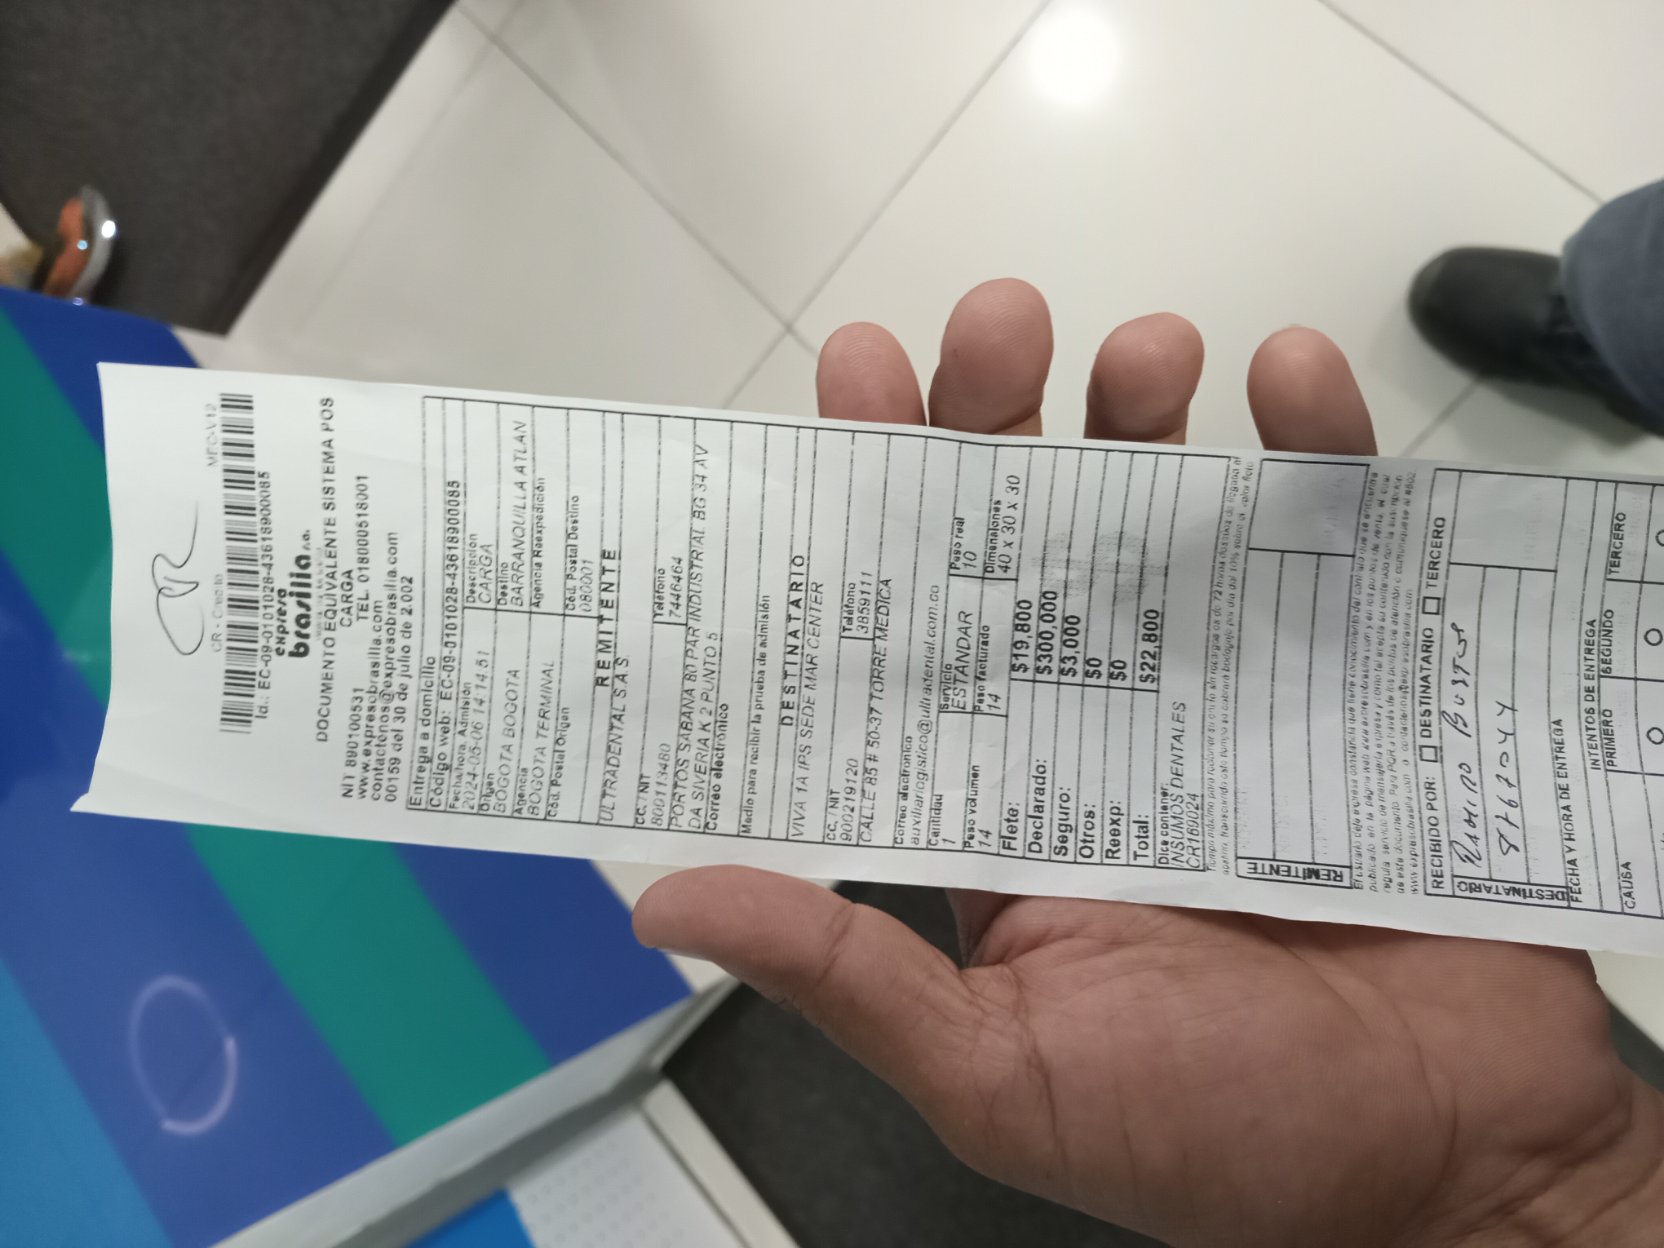 CR - Credito MFC-V12
Id.: EC-09-0101028-43618900085
expreso
brasilia s.a.
DOCUMENTO EQUIVALENTE SISTEMA POS
CARGA
NIT 890100531 TEL. 018000518001
www.expresobrasilia.com
contactenos@expresobrasilia.com
00159 del 30 de julio de 2.002
Entrega a domicilio
Código web: EC-09-0101028-43618900085
Fecha/hora. Admisión Descripción
2024-05-06 14:14:51 CARGA
Origen Destino
BOGOTA BOGOTA BARRANQUILLA ATLAN
Agencia Agencia Reexpedición
BOGOTA TERMINAL
Cód. Postal Origen Cód. Postal Destino
080001
REMITENTE
ULTRADENTAL S.A.S
CC. / NIT Teléfono
800113480 7446464
PORTOS SABANA 80 PAR INDUSTRIAL BG 34 AV
DA SIVERIA K 2 PUNTO 5
Correo electrónico
Medio para recibir la prueba de admisión
DESTINATARIO
VIVA 1A IPS SEDE MAR CENTER
CC. / NIT Teléfono
900219120 3859111
CALLE 85 # 50-37 TORRE MEDICA
Correo electrónico
auxiliarlogistico@ultradental.com.co
Cantidad Servicio Peso real
1 ESTANDAR 10
Peso volumen Peso facturado Dimensiones
14 14 40 X 30 X 30
Flete: $19,800
Declarado: $300,000
Seguro: $3,000
Otros: $0
Reexp: $0
Total: $22,800
Dice contener:
INSUMOS DENTALES
CR160024
REMITENTE
RECIBIDO POR: DESTINATARIO TERCERO
Ramiro Bustos
DESTINATARIO
FECHA Y HORA DE ENTREGA
INTENTOS DE ENTREGA
CAUSA PRIMERO SEGUNDO TERCERO